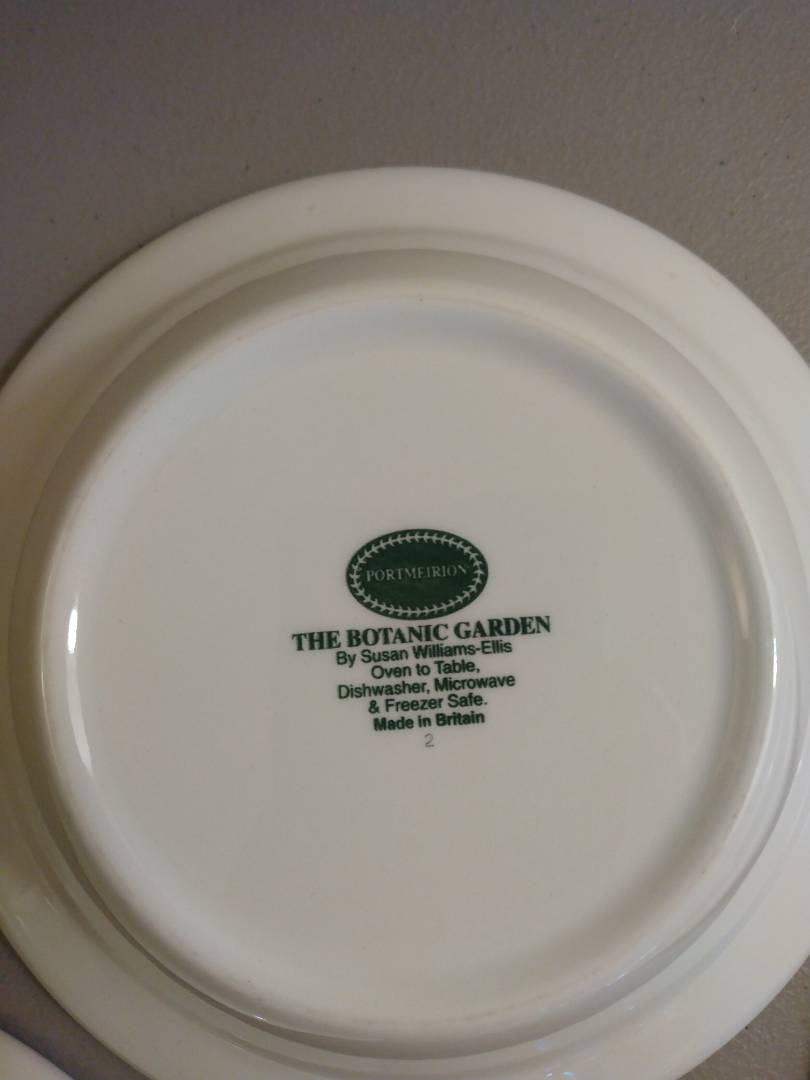 PORTMEIRION
THE BOTANIC GARDEN
By Susan Williams-Ellis
Oven to Table,
Dishwasher, Microwave
& Freezer Safe.
Made in Britain
2